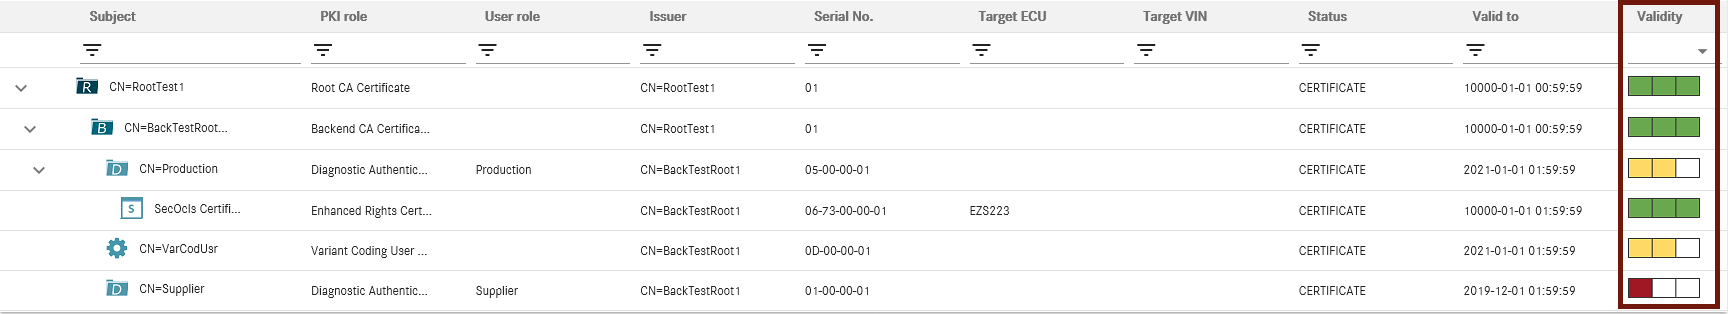 Subject PKI role User role Issuer Serial No. Target ECU Target VIN Status Valid to Validity
R CN=RootTest1 Root CA Certificate CN=RootTest1 01 CERTIFICATE 10000-01-01 00:59:59
B CN=BackTestRoot... Backend CA Certifica... CN=RootTest1 01 CERTIFICATE 10000-01-01 00:59:59
D CN=Production Diagnostic Authentic... Production CN=BackTestRoot1 05-00-00-01 CERTIFICATE 2021-01-01 01:59:59
S SecOcIs Certifi... Enhanced Rights Cert... CN=BackTestRoot1 06-73-00-00-01 EZS223 CERTIFICATE 10000-01-01 01:59:59
CN=VarCodUsr Variant Coding User ... CN=BackTestRoot1 0D-00-00-01 CERTIFICATE 2021-01-01 01:59:59
D CN=Supplier Diagnostic Authentic... Supplier CN=BackTestRoot1 01-00-00-01 CERTIFICATE 2019-12-01 01:59:59